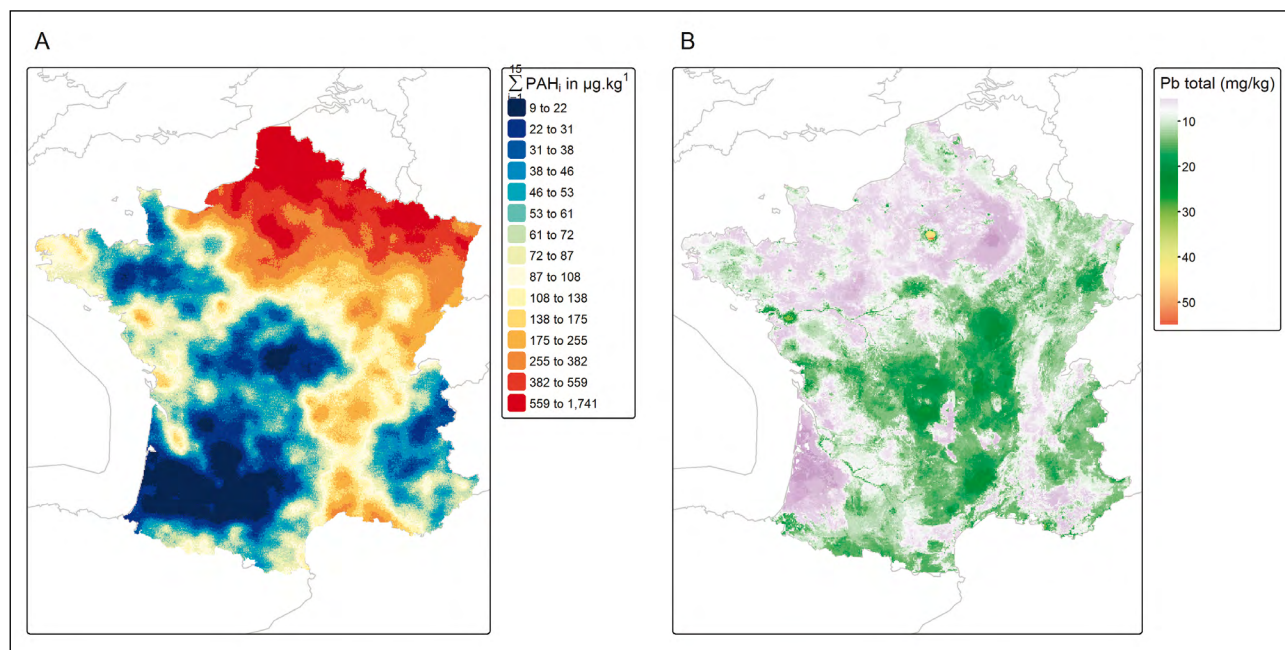 A
15
∑ PAHi in µg.kg1
i=1
9 to 22
22 to 31
31 to 38
38 to 46
46 to 53
53 to 61
61 to 72
72 to 87
87 to 108
108 to 138
138 to 175
175 to 255
255 to 382
382 to 559
559 to 1,741
B
Pb total (mg/kg)
10
20
30
40
50